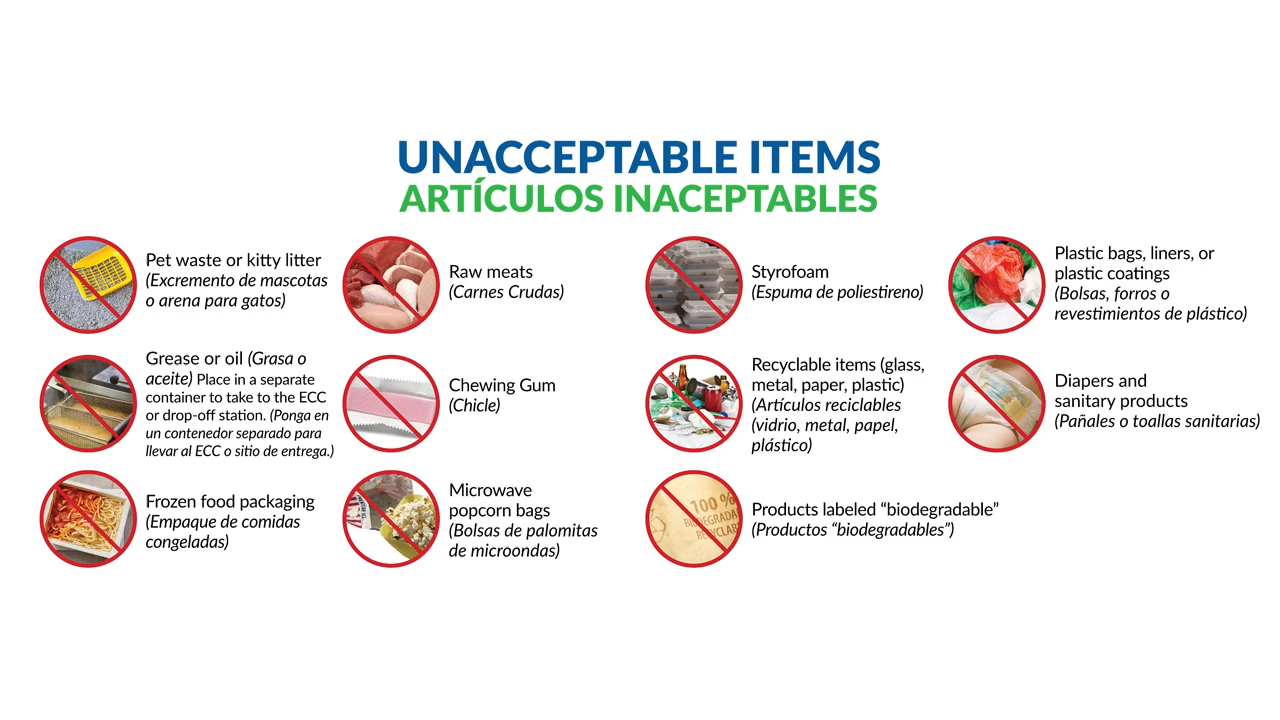 UNACCEPTABLE ITEMS
ARTÍCULOS INACEPTABLES
Pet waste or kitty litter
(Excremento de mascotas
o arena para gatos)
Raw meats
(Carnes Crudas)
Styrofoam
(Espuma de poliestireno)
Plastic bags, liners, or
plastic coatings
(Bolsas, forros o
revestimientos de plástico)
Grease or oil (Grasa o
aceite) Place in a separate
container to take to the ECC
or drop-off station. (Ponga en
un contenedor separado para
llevar al ECC o sitio de entrega.)
Chewing Gum
(Chicle)
Recyclable items (glass,
metal, paper, plastic)
(Artículos reciclables
(vidrio, metal, papel,
plástico)
Diapers and
sanitary products
(Pañales o toallas sanitarias)
Frozen food packaging
(Empaque de comidas
congeladas)
Microwave
popcorn bags
(Bolsas de palomitas
de microondas)
100 %
Products labeled “biodegradable”
(Productos “biodegradables”)